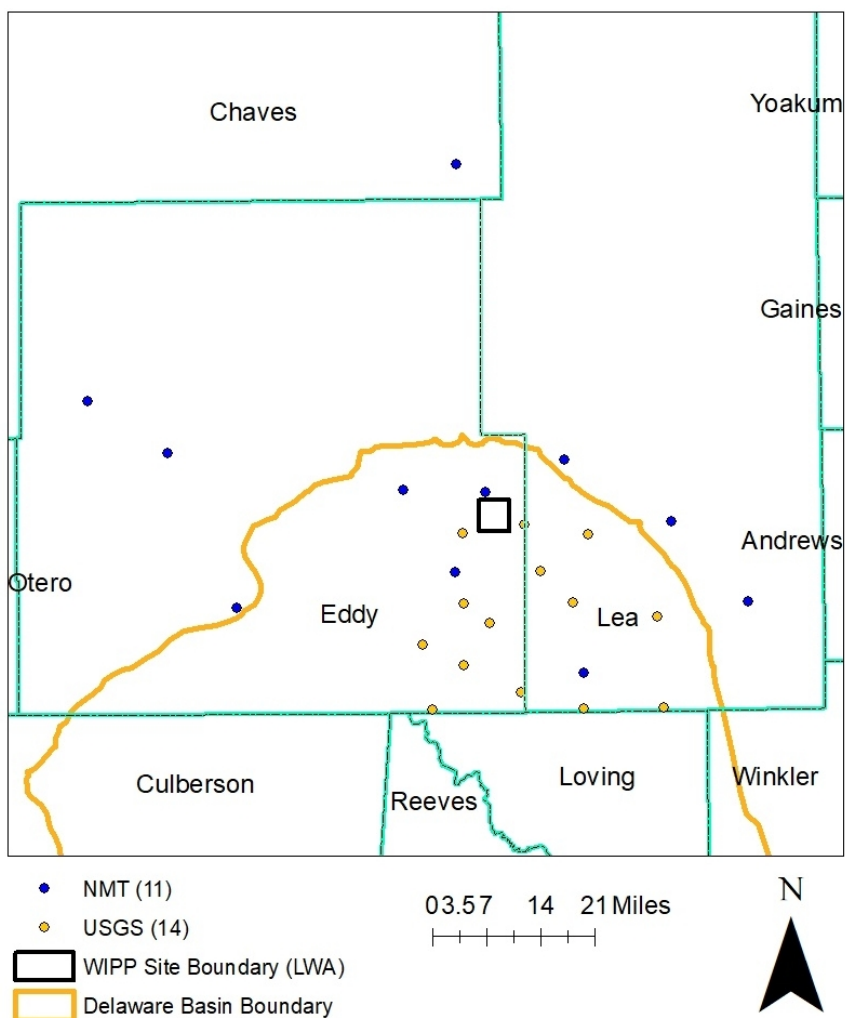 Yoakum
Chaves
Gaines
Andrews
Otero
Eddy
Lea
Culberson
Reeves
Loving
Winkler
NMT (11)
USGS (14)
WIPP Site Boundary (LWA)
Delaware Basin Boundary
03.57 14 21 Miles
N